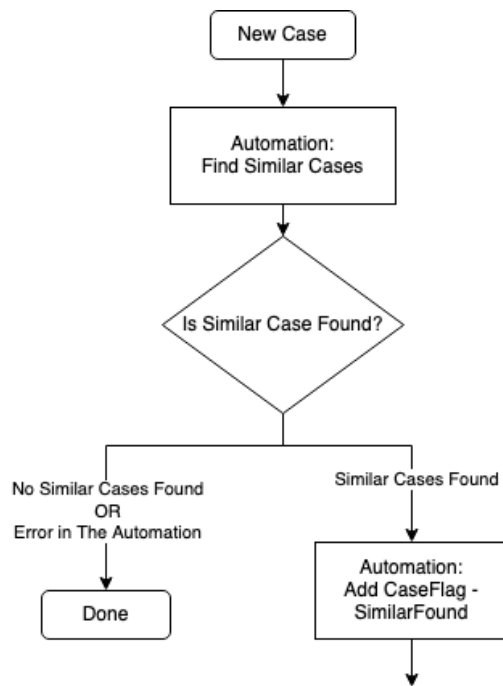 New Case
Automation:
Find Similar Cases
Is Similar Case Found?
No Similar Cases Found
OR
Error in The Automation
Similar Cases Found
Done
Automation:
Add CaseFlag -
SimilarFound